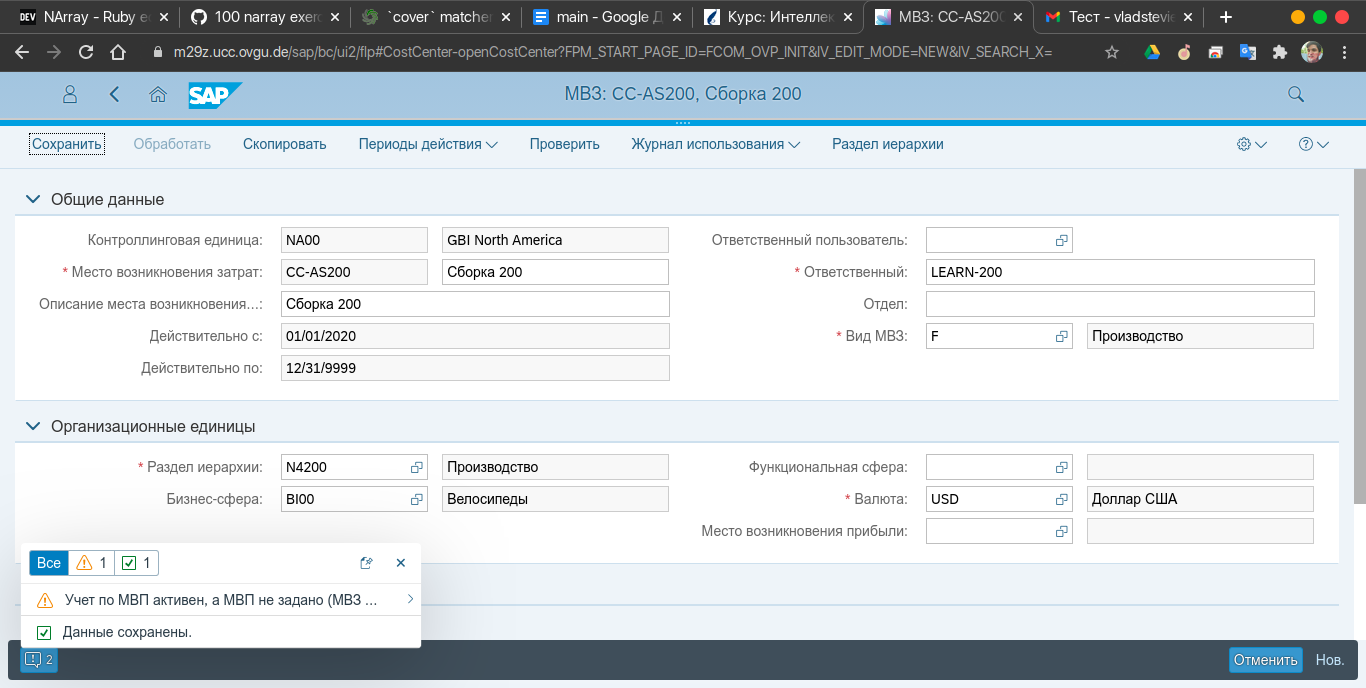 DEV NArray - Ruby e
100 narray exerc
`cover` matcher
main - Google Д
Курс: Интеллек
МВЗ: CC-AS200
Тест - vladstevie
m29z.ucc.ovgu.de/sap/bc/ui2/flp#CostCenter-openCostCenter?FPM_START_PAGE_ID=FCOM_OVP_INIT&IV_EDIT_MODE=NEW&IV_SEARCH_X=
SAP
МВЗ: CC-AS200, Сборка 200
Сохранить Обработать Скопировать Периоды действия Проверить Журнал использования Раздел иерархии
Общие данные
Контроллинговая единица: NA00 GBI North America
Ответственный пользователь:
* Место возникновения затрат: CC-AS200 Сборка 200
* Ответственный: LEARN-200
Описание места возникновения...: Сборка 200
Отдел:
Действительно с: 01/01/2020
* Вид МВЗ: F Производство
Действительно по: 12/31/9999
Организационные единицы
* Раздел иерархии: N4200 Производство
Функциональная сфера:
Бизнес-сфера: BI00 Велосипеды
* Валюта: USD Доллар США
Место возникновения прибыли:
Все 1 1
Учет по МВП активен, а МВП не задано (МВЗ ...
Данные сохранены.
2
Отменить Нов.